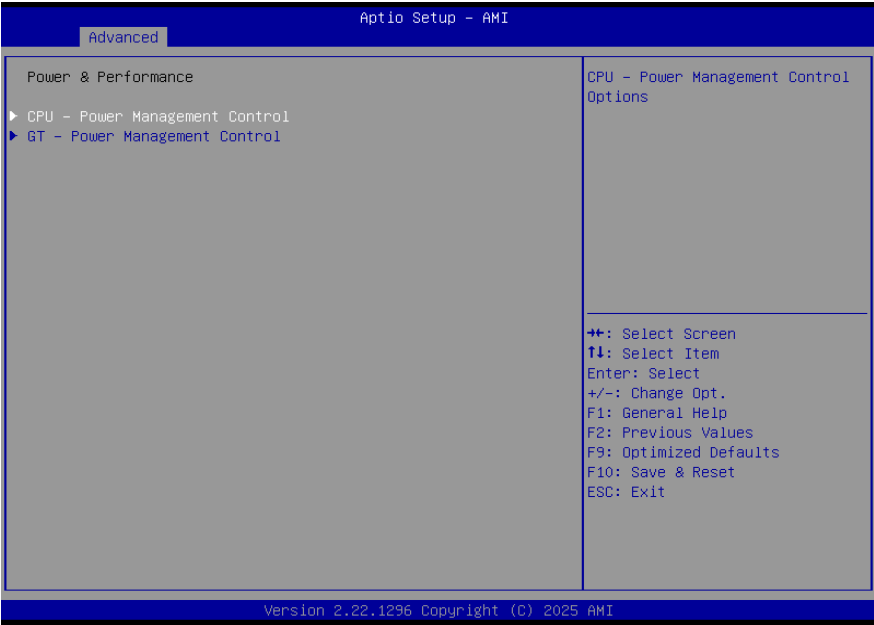 Aptio Setup – AMI
Advanced
Power & Performance
CPU – Power Management Control
GT – Power Management Control
CPU – Power Management Control
Options
→←: Select Screen
↑↓: Select Item
Enter: Select
+/-: Change Opt.
F1: General Help
F2: Previous Values
F9: Optimized Defaults
F10: Save & Reset
ESC: Exit
Version 2.22.1296 Copyright (C) 2025 AMI